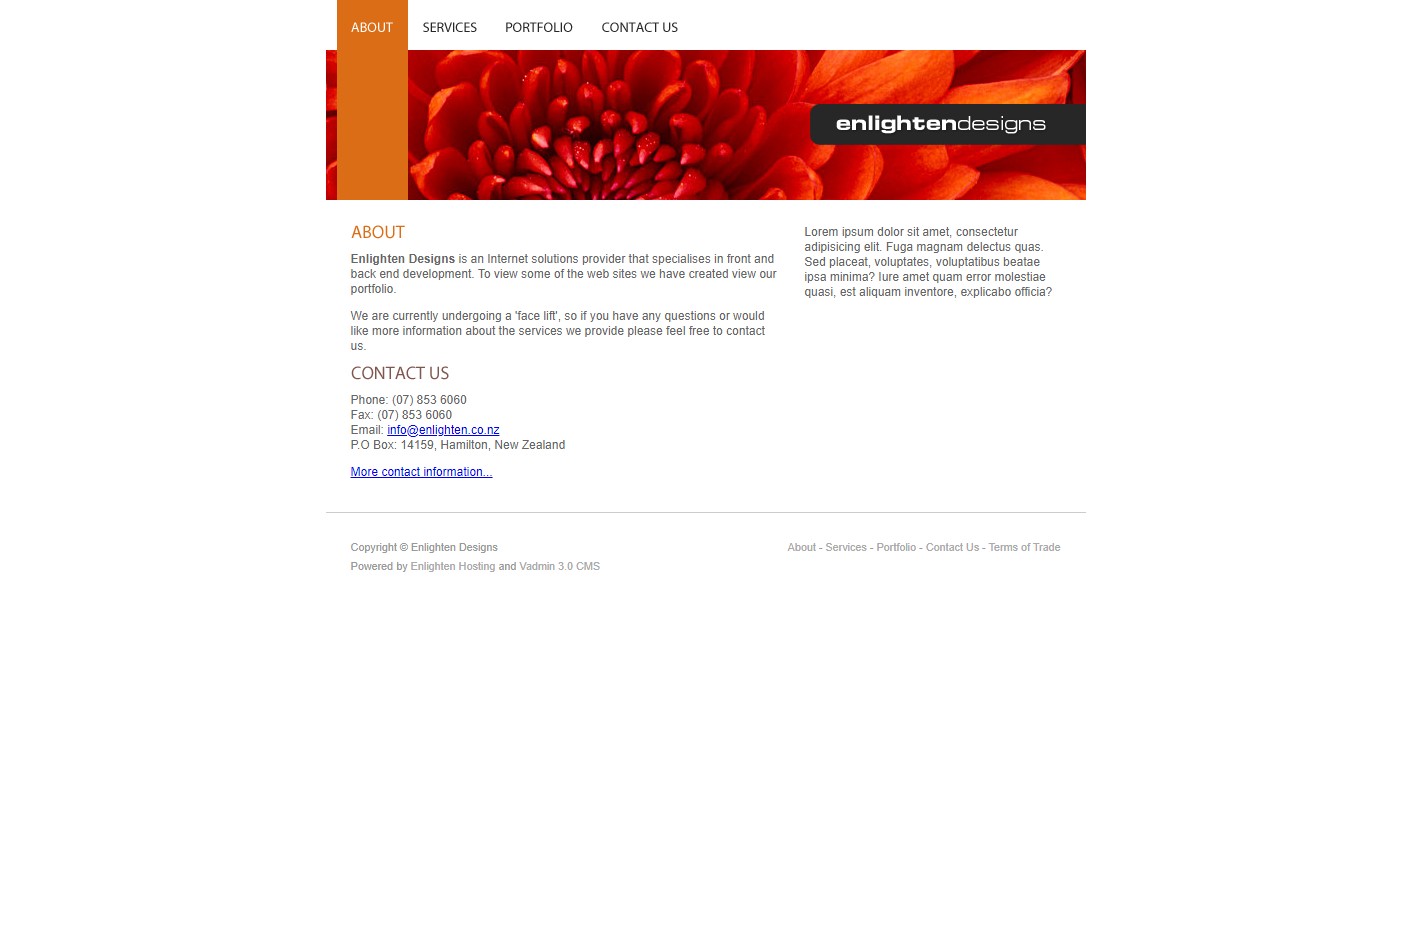 ABOUT SERVICES PORTFOLIO CONTACT US
enlightendesigns
ABOUT
Enlighten Designs is an Internet solutions provider that specialises in front and
back end development. To view some of the web sites we have created view our
portfolio.
We are currently undergoing a 'face lift', so if you have any questions or would
like more information about the services we provide please feel free to contact
us.
CONTACT US
Phone: (07) 853 6060
Fax: (07) 853 6060
Email: info@enlighten.co.nz
P.O Box: 14159, Hamilton, New Zealand
More contact information...
Lorem ipsum dolor sit amet, consectetur
adipisicing elit. Fuga magnam delectus quas.
Sed placeat, voluptates, voluptatibus beatae
ipsa minima? Iure amet quam error molestiae
quasi, est aliquam inventore, explicabo officia?
Copyright © Enlighten Designs
Powered by Enlighten Hosting and Vadmin 3.0 CMS
About - Services - Portfolio - Contact Us - Terms of Trade